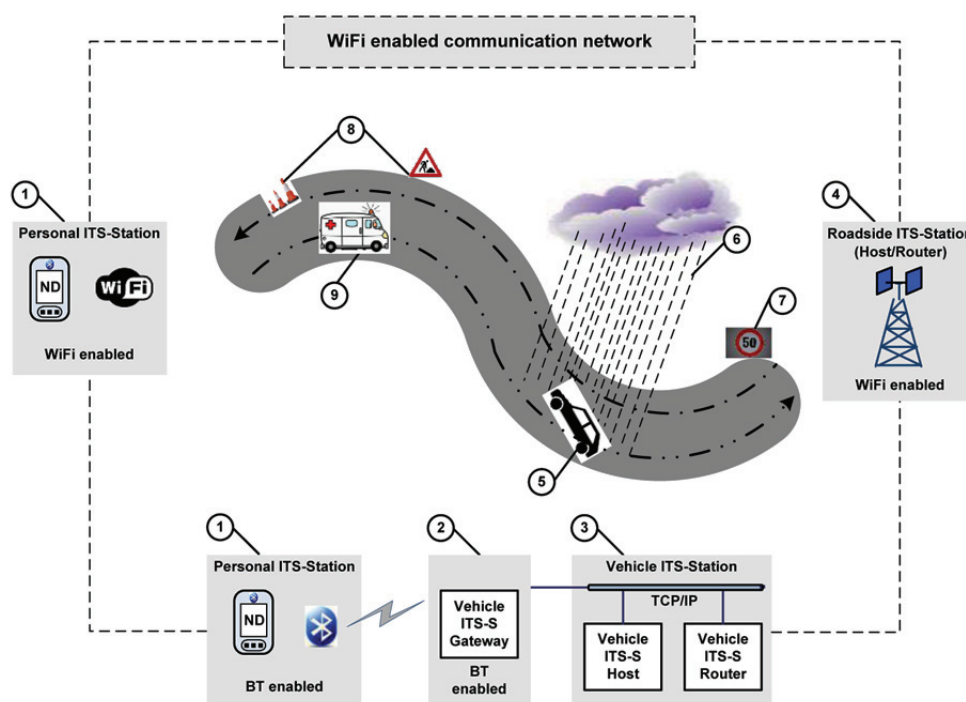 WiFi enabled communication network
8
1
Personal ITS-Station
ND
WiFi
WiFi enabled
9
6
7
50
4
Roadside ITS-Station
(Host/Router)
WiFi enabled
5
1
Personal ITS-Station
ND
BT enabled
2
Vehicle
ITS-S
Gateway
BT
enabled
3
Vehicle ITS-Station
TCP/IP
Vehicle
ITS-S
Host
Vehicle
ITS-S
Router